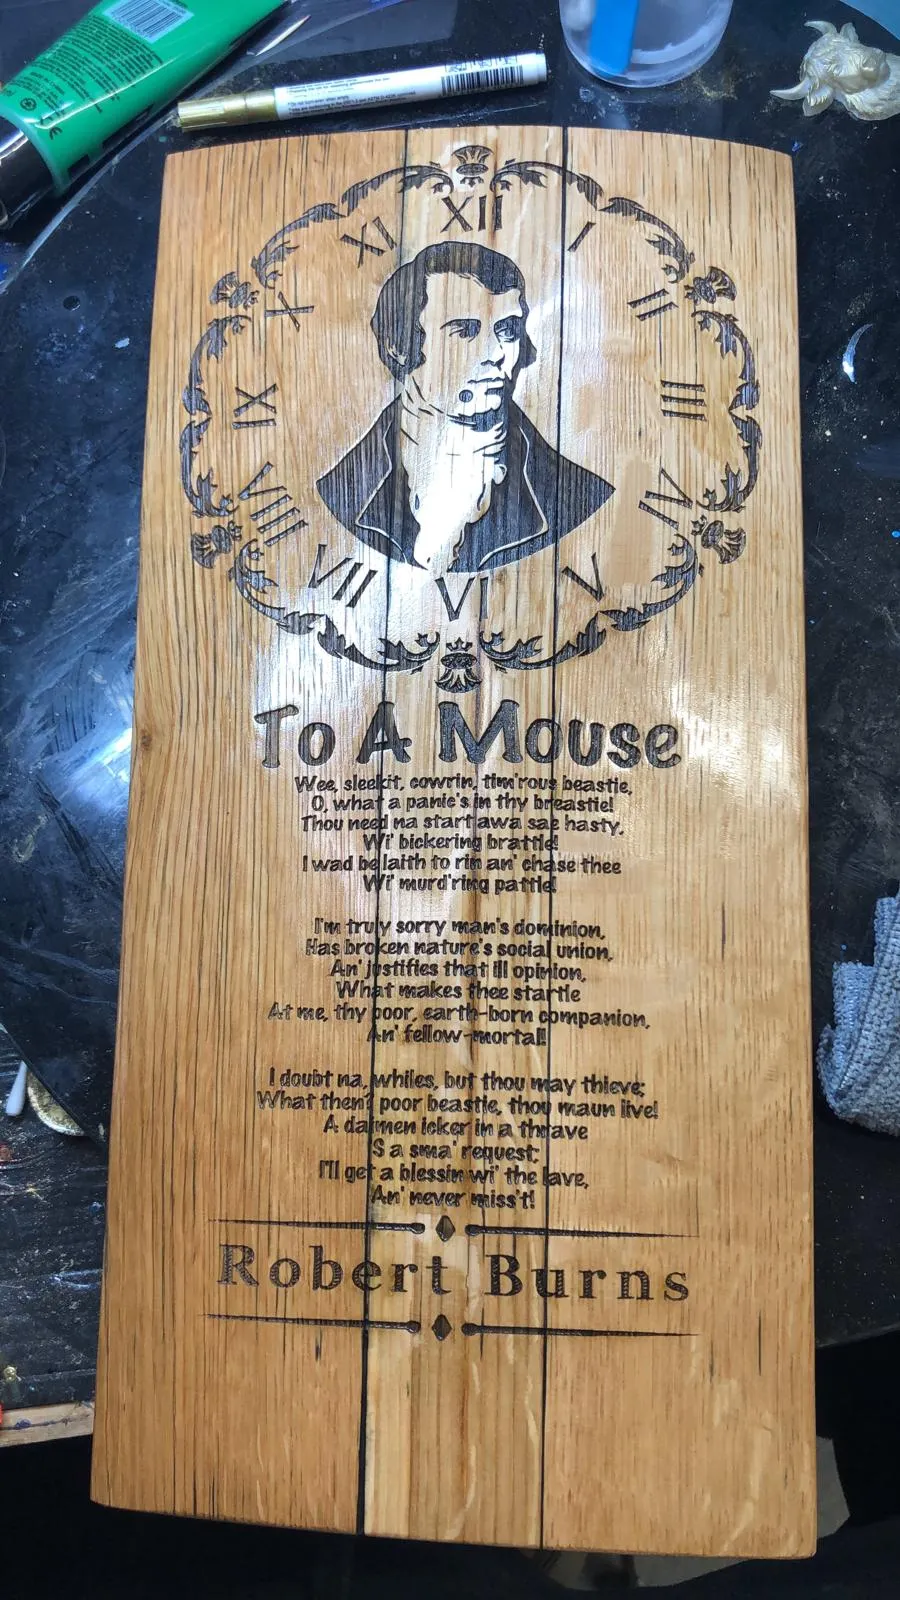 XII
I
II
III
IV
V
VI
VII
VIII
IX
X
XI
To A Mouse
Wee, sleekit, cowrin, tim'rous beastie,
O, what a panic's in thy breastie!
Thou need na start awa sae hasty,
Wi' bickering brattle!
I wad be laith to rin an' chase thee
Wi' murd'ring pattle!
I'm truly sorry man's dominion,
Has broken nature's social union,
An' justifies that ill opinion,
What makes thee startle
At me, thy poor, earth-born companion,
An' fellow-mortal!
I doubt na, whiles, but thou may thieve;
What then? poor beastie, thou maun live!
A daimen icker in a thrave
S a sma' request;
I'll get a blessin wi' the lave,
An' never miss't!
Robert Burns